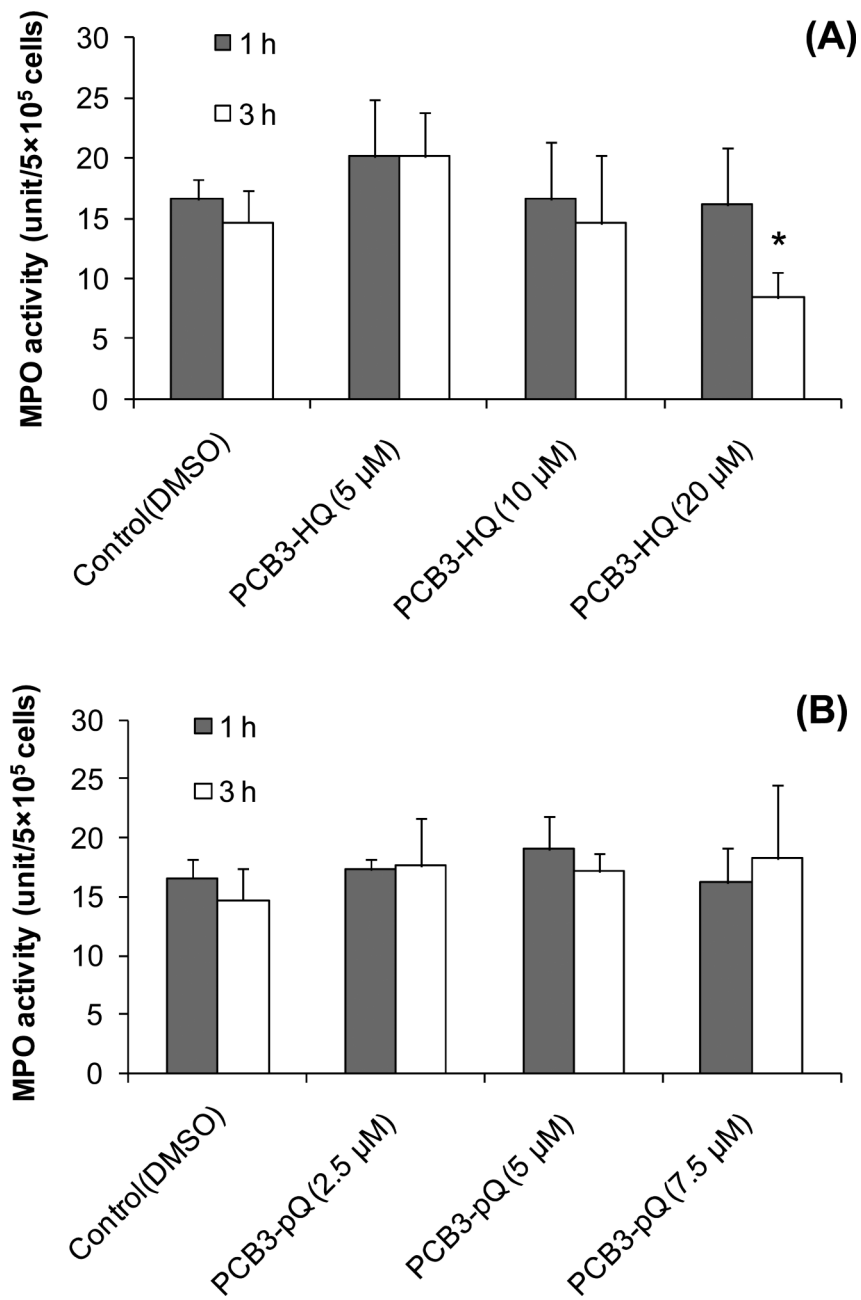 (A)
MPO activity (unit/5×10⁵ cells)
30
25
20
15
10
5
0
1 h
3 h
*
Control(DMSO)
PCB3-HQ (5 µM)
PCB3-HQ (10 µM)
PCB3-HQ (20 µM)
(B)
MPO activity (unit/5×10⁵ cells)
30
25
20
15
10
5
0
1 h
3 h
Control(DMSO)
PCB3-pQ (2.5 µM)
PCB3-pQ (5 µM)
PCB3-pQ (7.5 µM)